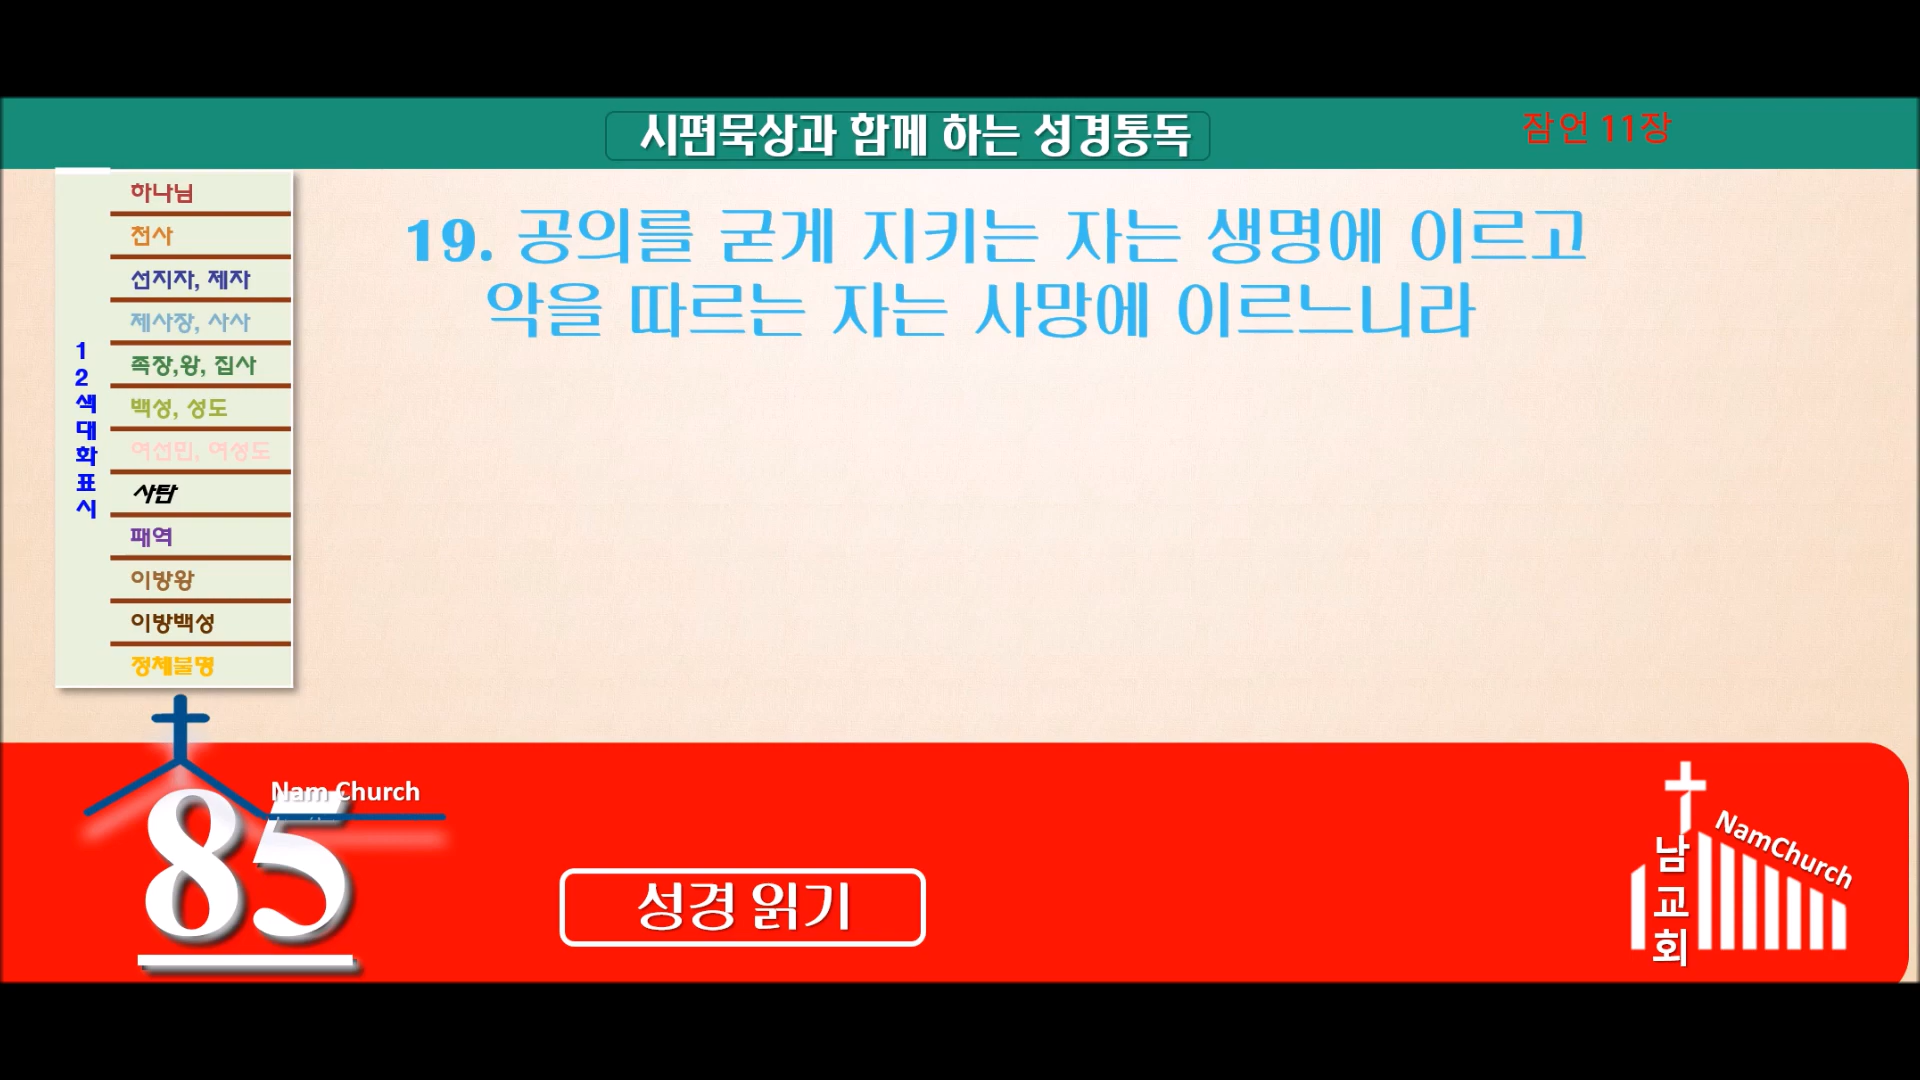 시편묵상과 함께 하는 성경통독
잠언 11장
12색대화표시
하나님
천사
선지자, 제자
제사장, 사사
족장,왕, 집사
백성, 성도
여선민, 여성도
사탄
패역
이방왕
이방백성
정체불명
19. 공의를 굳게 지키는 자는 생명에 이르고
악을 따르는 자는 사망에 이르느니라
Nam Church
85
성경 읽기
NamChurch
남교회